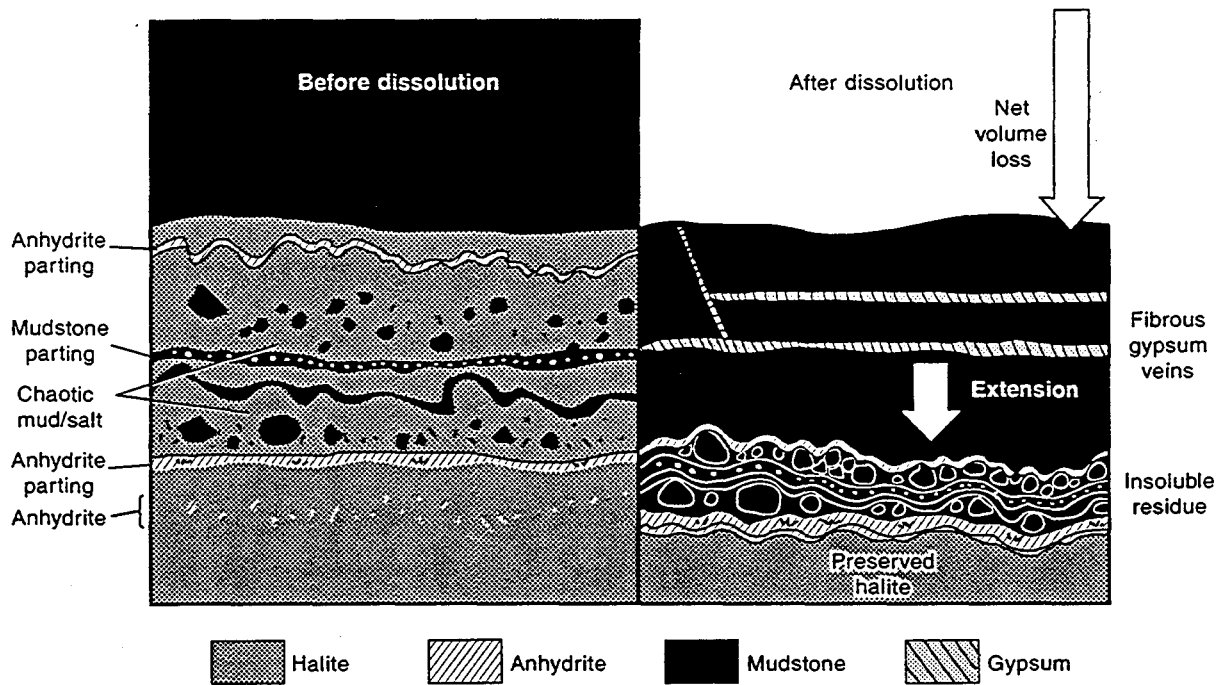 Before dissolution
After dissolution
Net
volume
loss
Anhydrite
parting
Mudstone
parting
Chaotic
mud/salt
Anhydrite
parting
Anhydrite
Fibrous
gypsum
veins
Extension
Insoluble
residue
Preserved
halite
Halite
Anhydrite
Mudstone
Gypsum